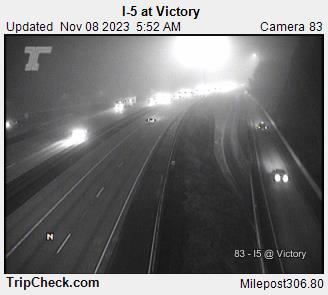 I-5 at Victory
Updated Nov 08 2023 5:52 AM Camera 83
N
83 - I5 @ Victory
TripCheck.com Milepost306.80